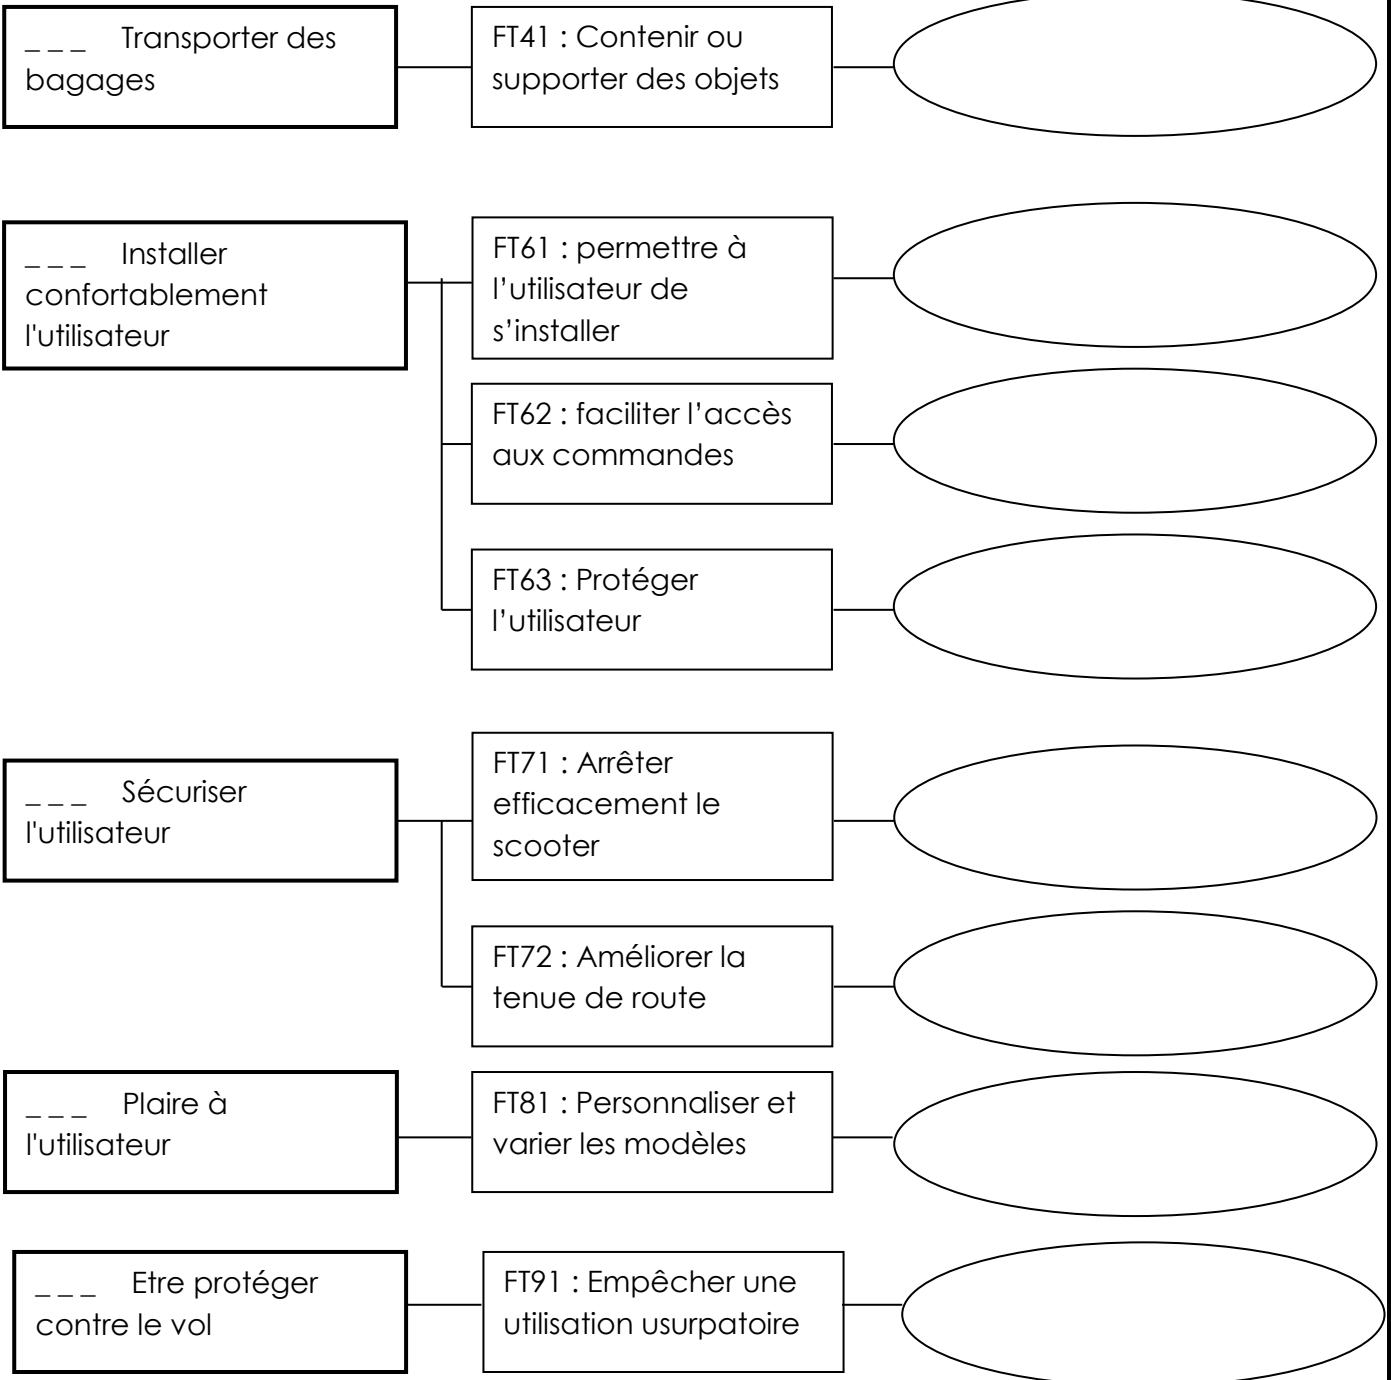 _ _ _ Transporter des
bagages
FT41 : Contenir ou
supporter des objets
_ _ _ Installer
confortablement
l'utilisateur
FT61 : permettre à
l’utilisateur de
s’installer
FT62 : faciliter l’accès
aux commandes
FT63 : Protéger
l’utilisateur
_ _ _ Sécuriser
l'utilisateur
FT71 : Arrêter
efficacement le
scooter
FT72 : Améliorer la
tenue de route
_ _ _ Plaire à
l'utilisateur
FT81 : Personnaliser et
varier les modèles
_ _ _ Etre protéger
contre le vol
FT91 : Empêcher une
utilisation usurpatoire